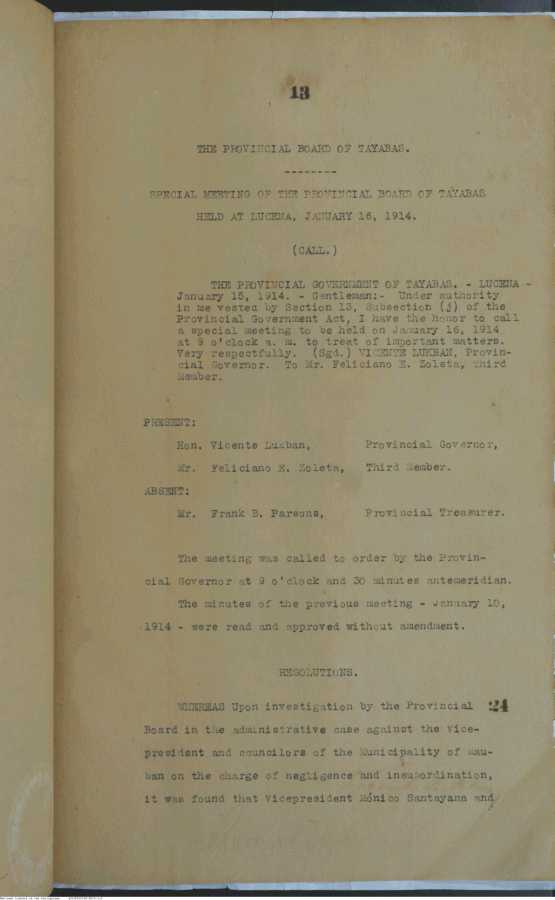 13
THE PROVINCIAL BOARD OF TAYABAS.
--------
SPECIAL MEETING OF THE PROVINCIAL BOARD OF TAYABAS
HELD AT LUCENA, JANUARY 16, 1914.
(CALL.)
THE PROVINCIAL GOVERNMENT OF TAYABAS. - LUCENA -
January 15, 1914. - Gentleman:- Under authority
in me vested by Section 13, Subsection (j) of the
Provincial Government Act, I have the honor to call
a special meeting to be held on January 16, 1914
at 9 o'clock a. m. to treat of important matters.
Very respectfully. (Sgd.) VICENTE LUKBAN, Provin-
cial Governor. To Mr. Feliciano E. Zoleta, Third
Member.
PRESENT:
Hon. Vicente Lukban, Provincial Governor,
Mr. Feliciano E. Zoleta, Third Member.
ABSENT:
Mr. Frank B. Parsons, Provincial Treasurer.
The meeting was called to order by the Provin-
cial Governor at 9 o'clock and 30 minutes antemeridian.
The minutes of the previous meeting - January 10,
1914 - were read and approved without amendment.
RESOLUTIONS.
WHEREAS Upon investigation by the Provincial 24
Board in the administrative case against the Vice-
president and councilors of the Municipality of Mau-
ban on the charge of negligence and insubordination,
it was found that Vicepresident Mónico Santayana and
National Library of the Philippines